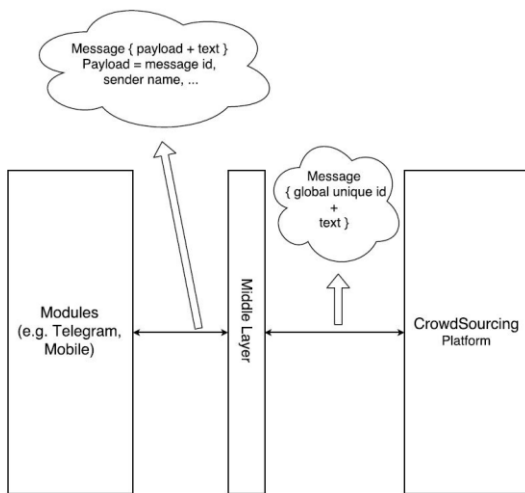 Message { payload + text }
Payload = message id,
sender name, ...
Message
{ global unique id
+
text }
Modules
(e.g. Telegram,
Mobile)
Middle Layer
CrowdSourcing
Platform